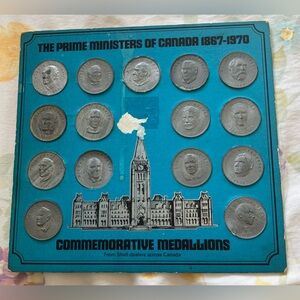 THE PRIME MINISTERS OF CANADA 1867-1970
COMMEMORATIVE MEDALLIONS
From Shell dealers across Canada